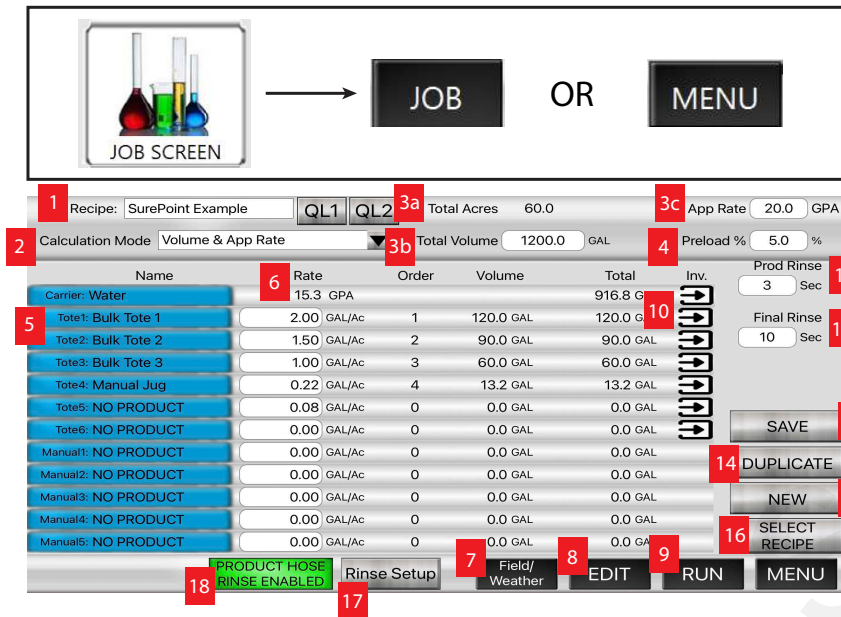 JOB SCREEN
JOB
OR
MENU
1 Recipe: SurePoint Example QL1 QL2 3a Total Acres 60.0 3c App Rate 20.0 GPA
2 Calculation Mode Volume & App Rate 3b Total Volume 1200.0 GAL 4 Preload % 5.0 %
Name 6 Rate Order Volume Total Inv. Prod Rinse
3 Sec
Carrier: Water 15.3 GPA 916.8 10
5 Tote1: Bulk Tote 1 2.00 GAL/Ac 1 120.0 GAL 120.0 Final Rinse
Tote2: Bulk Tote 2 1.50 GAL/Ac 2 90.0 GAL 90.0 GAL 10 Sec
Tote3: Bulk Tote 3 1.00 GAL/Ac 3 60.0 GAL 60.0 GAL
Tote4: Manual Jug 0.22 GAL/Ac 4 13.2 GAL 13.2 GAL
Tote5: NO PRODUCT 0.08 GAL/Ac 0 0.0 GAL 0.0 GAL
Tote6: NO PRODUCT 0.00 GAL/Ac 0 0.0 GAL 0.0 GAL
Manual1: NO PRODUCT 0.00 GAL/Ac 0 0.0 GAL 0.0 GAL
Manual2: NO PRODUCT 0.00 GAL/Ac 0 0.0 GAL 0.0 GAL
Manual3: NO PRODUCT 0.00 GAL/Ac 0 0.0 GAL 0.0 GAL
Manual4: NO PRODUCT 0.00 GAL/Ac 0 0.0 GAL 0.0 GAL
Manual5: NO PRODUCT 0.00 GAL/Ac 0 0.0 GAL 0.0
SAVE
14 DUPLICATE
NEW
16 SELECT
RECIPE
18 PRODUCT HOSE
RINSE ENABLED
17 Rinse Setup
7 Field/
Weather
8 EDIT
9 RUN
MENU